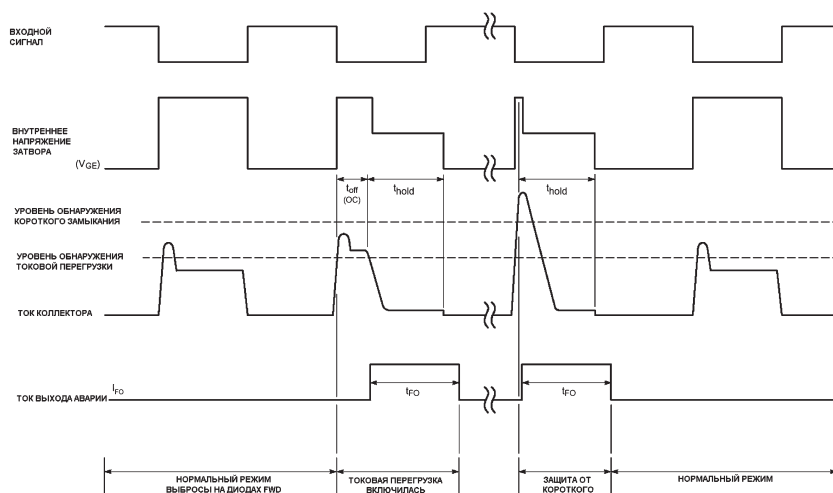 ВХОДНОЙ
СИГНАЛ
ВНУТРЕННЕЕ
НАПРЯЖЕНИЕ
ЗАТВОРА
(VGE)
toff
(OC)
thold
thold
УРОВЕНЬ ОБНАРУЖЕНИЯ
КОРОТКОГО ЗАМЫКАНИЯ
УРОВЕНЬ ОБНАРУЖЕНИЯ
ТОКОВОЙ ПЕРЕГРУЗКИ
ТОК КОЛЛЕКТОРА
IFO
ТОК ВЫХОДА АВАРИИ
tFO
tFO
НОРМАЛЬНЫЙ РЕЖИМ
ВЫБРОСЫ НА ДИОДАХ FWD
ТОКОВАЯ ПЕРЕГРУЗКА
ВКЛЮЧИЛАСЬ
ЗАЩИТА ОТ
КОРОТКОГО
НОРМАЛЬНЫЙ РЕЖИМ